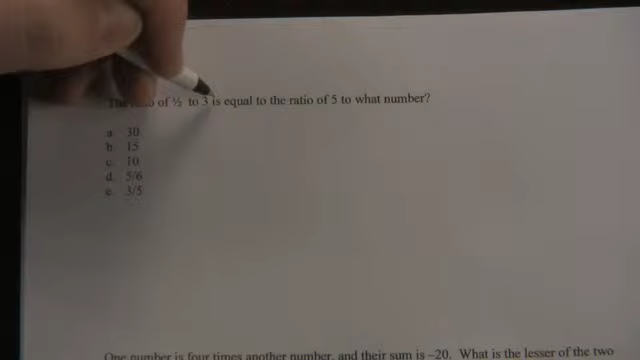 The ratio of ½ to 3 is equal to the ratio of 5 to what number?
a. 30
b. 15
c. 10
d. 5/6
e. 3/5
One number is four times another number, and their sum is –20. What is the lesser of the two